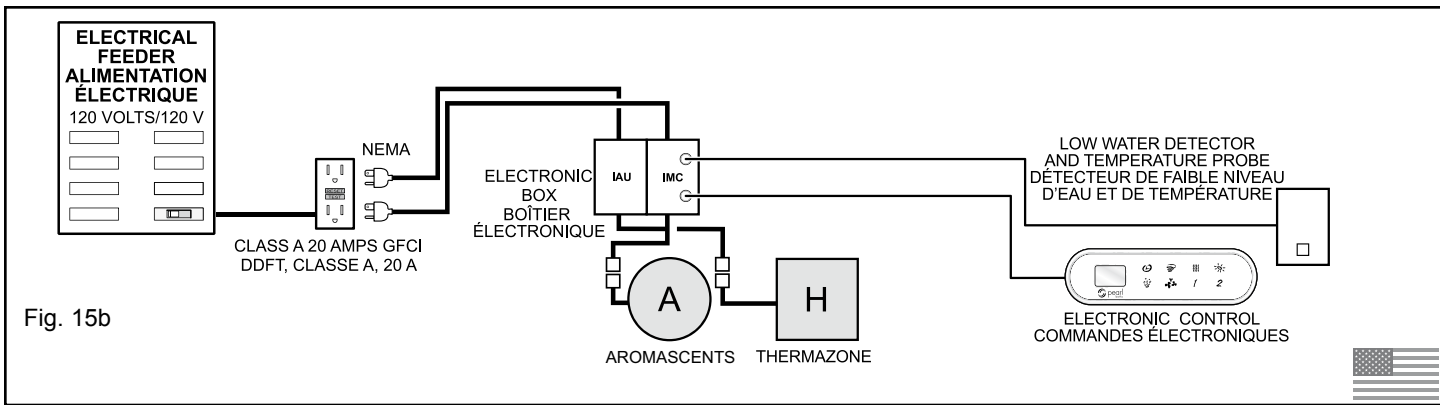 ELECTRICAL
FEEDER
ALIMENTATION
ÉLECTRIQUE
120 VOLTS/120 V
NEMA
CLASS A 20 AMPS GFCI
DDFT, CLASSE A, 20 A
ELECTRONIC
BOX
BOÎTIER
ÉLECTRONIQUE
IAU
IMC
A
AROMASCENTS
H
THERMAZONE
LOW WATER DETECTOR
AND TEMPERATURE PROBE
DÉTECTEUR DE FAIBLE NIVEAU
D'EAU ET DE TEMPÉRATURE
pearl
1 2
ELECTRONIC CONTROL
COMMANDES ÉLECTRONIQUES
Fig. 15b